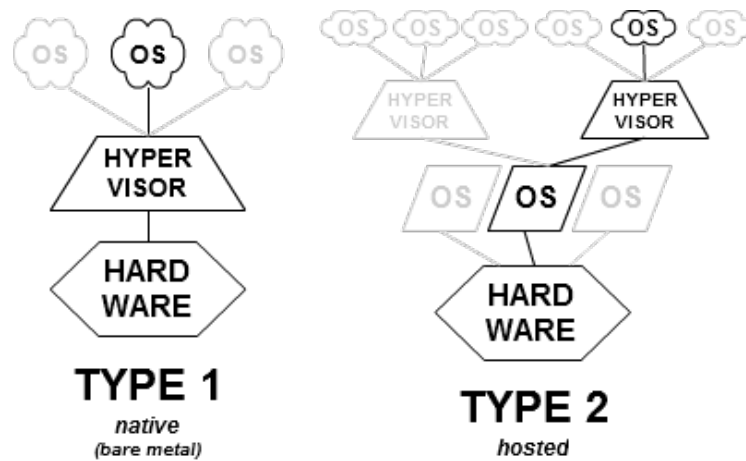 OS OS OS
HYPER
VISOR
HARD
WARE
TYPE 1
native
(bare metal)
OS OS OS OS OS OS
HYPER
VISOR
HYPER
VISOR
OS OS OS
HARD
WARE
TYPE 2
hosted